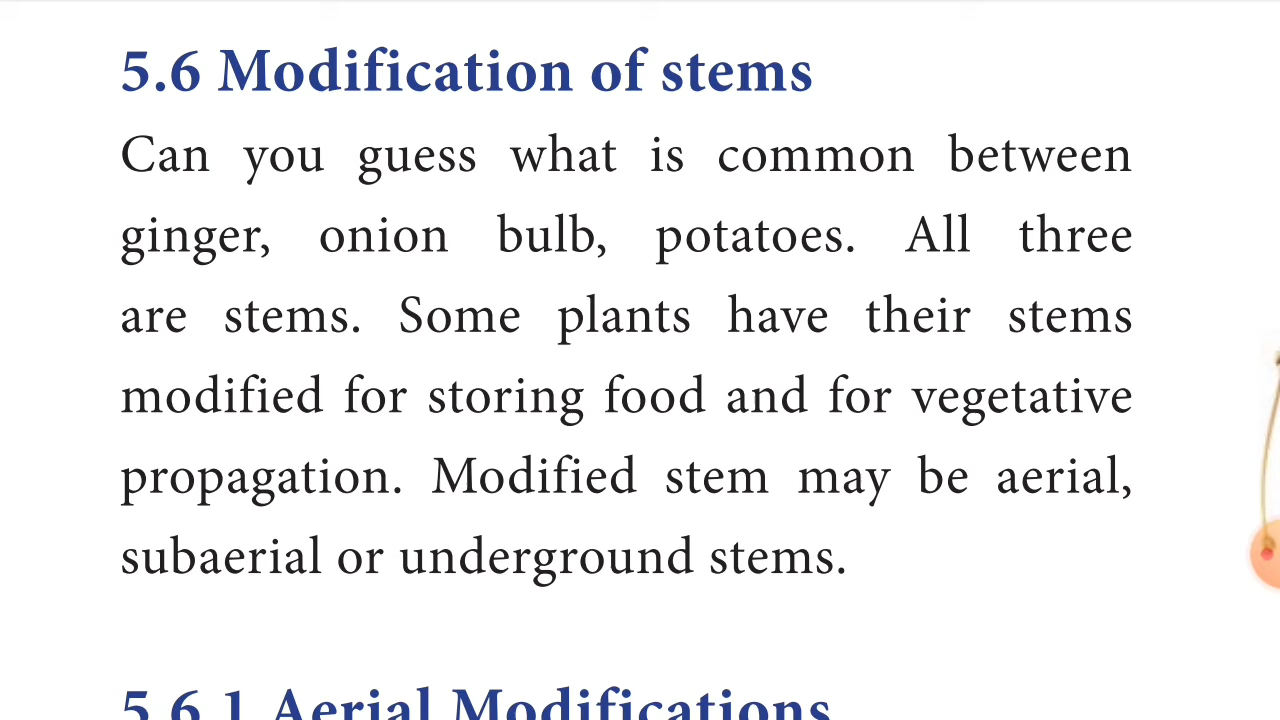 5.6 Modification of stems
Can you guess what is common between
ginger, onion bulb, potatoes. All three
are stems. Some plants have their stems
modified for storing food and for vegetative
propagation. Modified stem may be aerial,
subaerial or underground stems.
5.6.1 Aerial Modifications